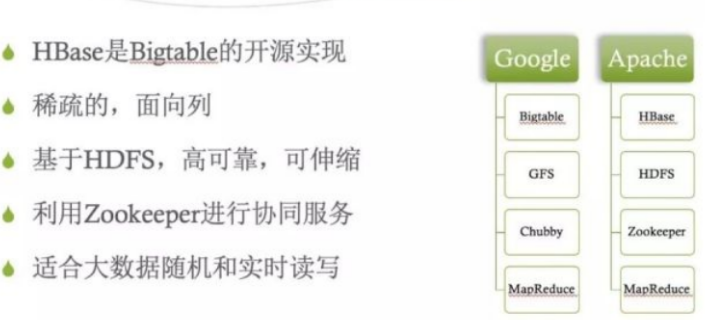 HBase是Bigtable的开源实现
稀疏的，面向列
基于HDFS，高可靠，可伸缩
利用Zookeeper进行协同服务
适合大数据随机和实时读写
Google
Bigtable
GFS
Chubby
MapReduce
Apache
HBase
HDFS
Zookeeper
MapReduce